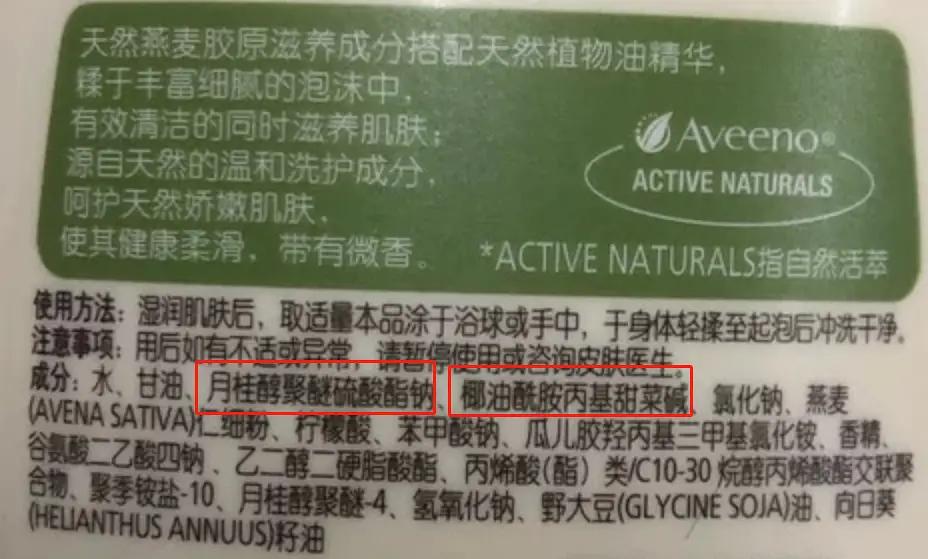 天然燕麦胶原滋养成分搭配天然植物油精华,
糅于丰富细腻的泡沫中,
有效清洁的同时滋养肌肤;
源自天然的温和洗护成分,
呵护天然娇嫩肌肤,
使其健康柔滑, 带有微香。
Aveeno®
ACTIVE NATURALS
*ACTIVE NATURALS指自然活萃
使用方法: 湿润肌肤后, 取适量本品涂于浴球或手中, 于身体轻揉至起泡后冲洗干净。
注意事项: 用后如有不适或异常, 请暂停使用或咨询皮肤医生。
成分: 水、甘油、月桂醇聚醚硫酸酯钠、椰油酰胺丙基甜菜碱、氯化钠、燕麦
(AVENA SATIVA)仁细粉、柠檬酸、苯甲酸钠、瓜儿胶羟丙基三甲基氯化铵、香精、
谷氨酸二乙酸四钠、乙二醇二硬脂酸酯、丙烯酸(酯)类/C10-30 烷醇丙烯酸酯交联聚
合物、聚季铵盐-10、月桂醇聚醚-4、氢氧化钠、野大豆(GLYCINE SOJA)油、向日葵
(HELIANTHUS ANNUUS)籽油